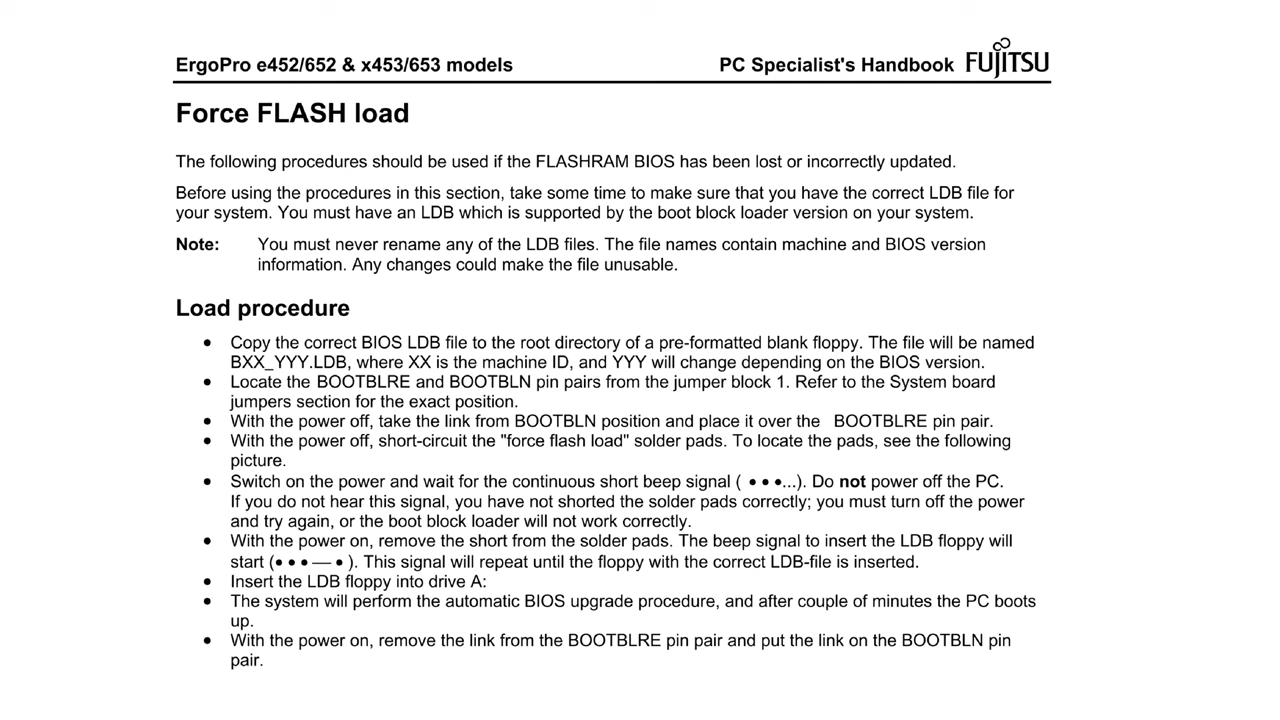 ErgoPro e452/652 & x453/653 models PC Specialist's Handbook FUJITSU
Force FLASH load
The following procedures should be used if the FLASHRAM BIOS has been lost or incorrectly updated.
Before using the procedures in this section, take some time to make sure that you have the correct LDB file for
your system. You must have an LDB which is supported by the boot block loader version on your system.
Note: You must never rename any of the LDB files. The file names contain machine and BIOS version
information. Any changes could make the file unusable.
Load procedure
• Copy the correct BIOS LDB file to the root directory of a pre-formatted blank floppy. The file will be named
BXX_YYY.LDB, where XX is the machine ID, and YYY will change depending on the BIOS version.
• Locate the BOOTBLRE and BOOTBLN pin pairs from the jumper block 1. Refer to the System board
jumpers section for the exact position.
• With the power off, take the link from BOOTBLN position and place it over the BOOTBLRE pin pair.
• With the power off, short-circuit the "force flash load" solder pads. To locate the pads, see the following
picture.
• Switch on the power and wait for the continuous short beep signal ( • • •...). Do not power off the PC.
If you do not hear this signal, you have not shorted the solder pads correctly; you must turn off the power
and try again, or the boot block loader will not work correctly.
• With the power on, remove the short from the solder pads. The beep signal to insert the LDB floppy will
start (• • • — • ). This signal will repeat until the floppy with the correct LDB-file is inserted.
• Insert the LDB floppy into drive A:
• The system will perform the automatic BIOS upgrade procedure, and after couple of minutes the PC boots
up.
• With the power on, remove the link from the BOOTBLRE pin pair and put the link on the BOOTBLN pin
pair.